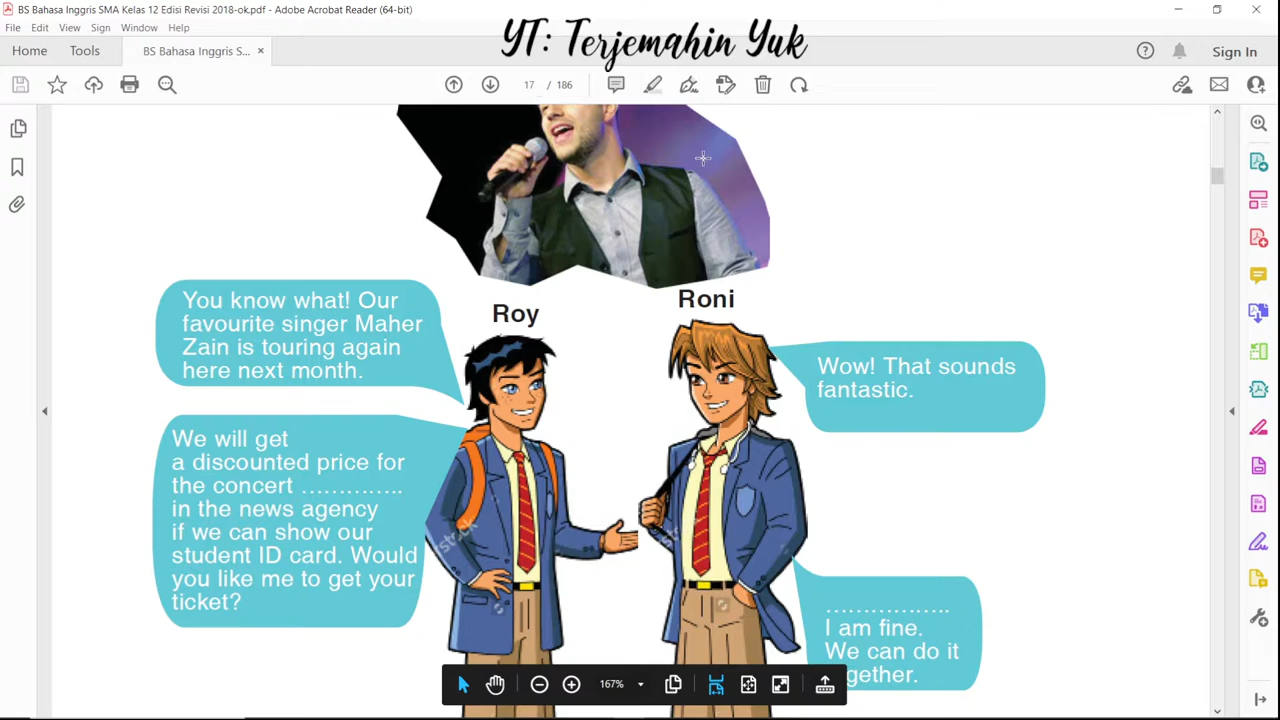 BS Bahasa Inggris SMA Kelas 12 Edisi Revisi 2018-ok.pdf - Adobe Acrobat Reader (64-bit)
File Edit View Sign Window Help
YT: Terjemahin Yuk
Home Tools BS Bahasa Inggris S... Sign In
17 / 186
Roy
Roni
You know what! Our
favourite singer Maher
Zain is touring again
here next month.
Wow! That sounds
fantastic.
We will get
a discounted price for
the concert ..............
in the news agency
if we can show our
student ID card. Would
you like me to get your
ticket?
.................
I am fine.
We can do it
gether.
167%